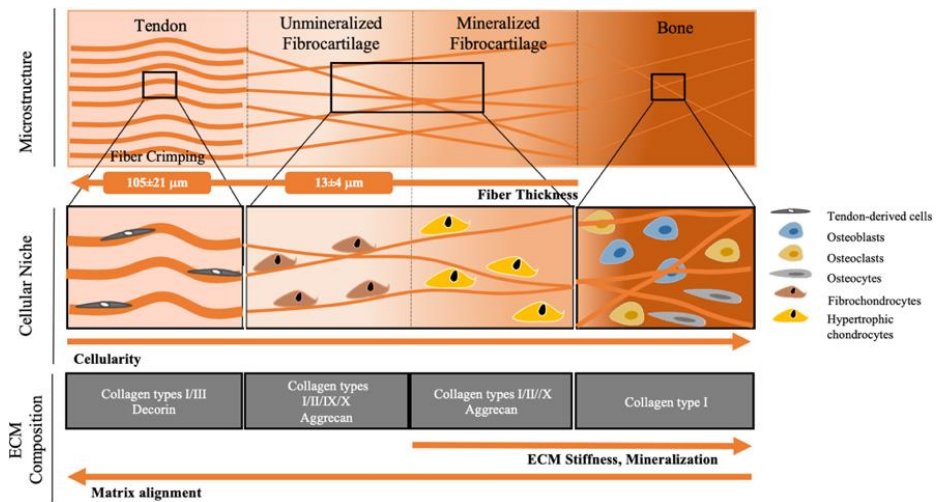 Tendon
Unmineralized
Fibrocartilage
Mineralized
Fibrocartilage
Bone
Microstructure
Fiber Crimping
105±21 μm
13±4 μm
Fiber Thickness
Cellular Niche
Tendon-derived cells
Osteoblasts
Osteoclasts
Osteocytes
Fibrochondrocytes
Hypertrophic
chondrocytes
Cellularity
ECM
Composition
Collagen types I/III
Decorin
Collagen types
I/II/IX/X
Aggrecan
Collagen types I/II//X
Aggrecan
Collagen type I
ECM Stiffness, Mineralization
Matrix alignment